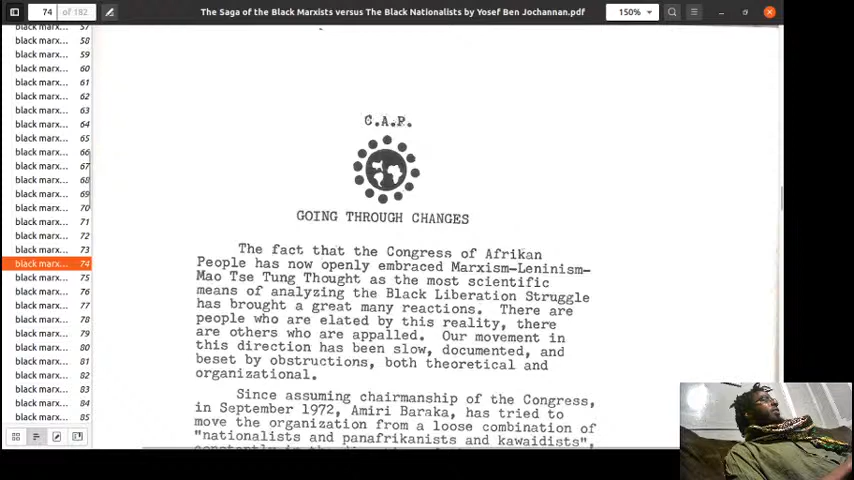 74 of 182
The Saga of the Black Marxists versus The Black Nationalists by Yosef Ben Jochannan.pdf
150%
black marx... 57
black marx... 58
black marx... 59
black marx... 60
black marx... 61
black marx... 62
black marx... 63
black marx... 64
black marx... 65
black marx... 66
black marx... 67
black marx... 68
black marx... 69
black marx... 70
black marx... 71
black marx... 72
black marx... 73
black marx... 74
black marx... 75
black marx... 76
black marx... 77
black marx... 78
black marx... 79
black marx... 80
black marx... 81
black marx... 82
black marx... 83
black marx... 84
black marx... 85
C.A.P.
GOING THROUGH CHANGES
The fact that the Congress of Afrikan
People has now openly embraced Marxism-Leninism-
Mao Tse Tung Thought as the most scientific
means of analyzing the Black Liberation Struggle
has brought a great many reactions. There are
people who are elated by this reality, there
are others who are appalled. Our movement in
this direction has been slow, documented, and
beset by obstructions, both theoretical and
organizational.
Since assuming chairmanship of the Congress,
in September 1972, Amiri Baraka, has tried to
move the organization from a loose combination of
"nationalists and panafrikanists and kawaidists",